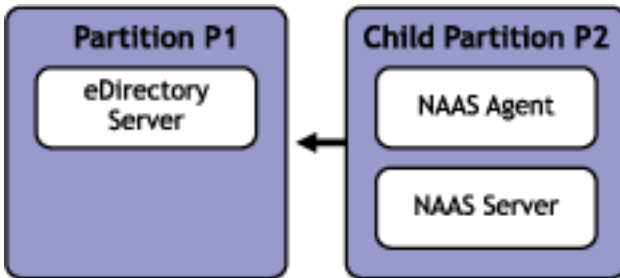 Partition P1
eDirectory
Server
Child Partition P2
NAAS Agent
NAAS Server